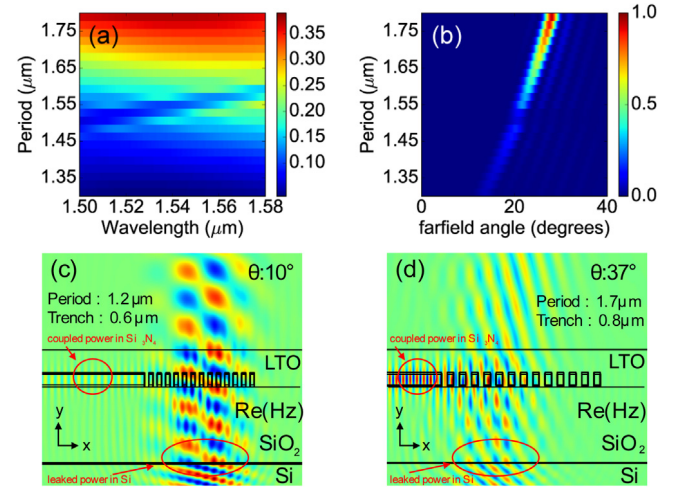 (a)
Period (μm)
1.75
1.65
1.55
1.45
1.35
1.50 1.52 1.54 1.56 1.58
Wavelength (μm)
0.35
0.30
0.25
0.20
0.15
0.10
(b)
Period (μm)
1.75
1.65
1.55
1.45
1.35
0 20 40
farfield angle (degrees)
1.0
0.5
0.0
(c)
θ:10°
Period : 1.2μm
Trench : 0.6μm
coupled power in Si ₃N₄
LTO
Re(Hz)
y
x
SiO₂
leaked power in Si
Si
(d)
θ:37°
Period : 1.7μm
Trench : 0.8μm
coupled power in Si ₃N₄
LTO
Re(Hz)
y
x
SiO₂
leaked power in Si
Si